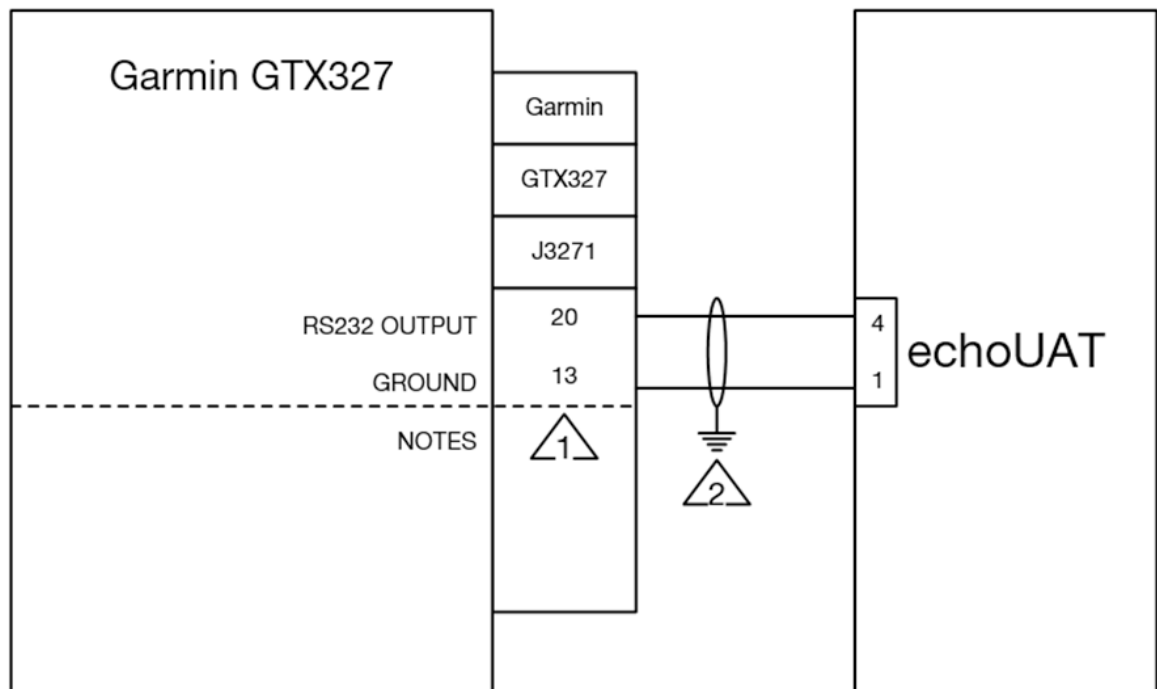 Garmin GTX327
Garmin
GTX327
J3271
RS232 OUTPUT 20 4
echoUAT
GROUND 13 1
NOTES 1
2